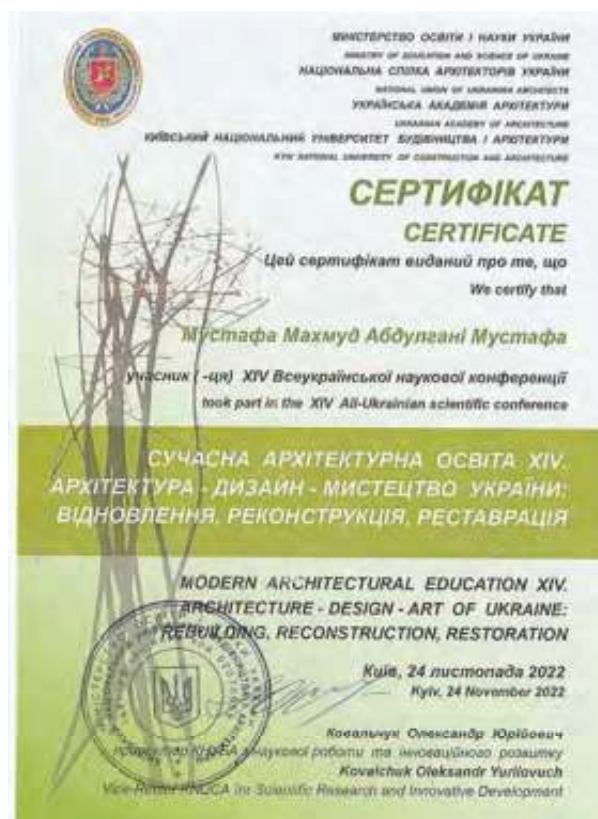 МІНІСТЕРСТВО ОСВІТИ І НАУКИ УКРАЇНИ
MINISTRY OF EDUCATION AND SCIENCE OF UKRAINE
НАЦІОНАЛЬНА СПІЛКА АРХІТЕКТОРІВ УКРАЇНИ
NATIONAL UNION OF UKRAINIAN ARCHITECTS
УКРАЇНСЬКА АКАДЕМІЯ АРХІТЕКТУРИ
UKRAINIAN ACADEMY OF ARCHITECTURE
КИЇВСЬКИЙ НАЦІОНАЛЬНИЙ УНІВЕРСИТЕТ БУДІВНИЦТВА І АРХІТЕКТУРИ
KYIV NATIONAL UNIVERSITY OF CONSTRUCTION AND ARCHITECTURE
СЕРТИФІКАТ
CERTIFICATE
Цей сертифікат виданий про те, що
We certify that
Мустафа Махмуд Абдулгані Мустафа
учасник (-ця) XIV Всеукраїнської наукової конференції
took part in the XIV All-Ukrainian scientific conference
СУЧАСНА АРХІТЕКТУРНА ОСВІТА XIV.
АРХІТЕКТУРА - ДИЗАЙН - МИСТЕЦТВО УКРАЇНИ:
ВІДНОВЛЕННЯ, РЕКОНСТРУКЦІЯ, РЕСТАВРАЦІЯ
MODERN ARCHITECTURAL EDUCATION XIV.
ARCHITECTURE - DESIGN - ART OF UKRAINE:
REBUILDING, RECONSTRUCTION, RESTORATION
Київ, 24 листопада 2022
Kyiv, 24 November 2022
Ковальчук Олександр Юрійович
проректор КНУБА з наукової роботи та інноваційного розвитку
Kovalchuk Oleksandr Yuriiovuch
Vice-Rector KNUCA for Scientific Research and Innovative Development